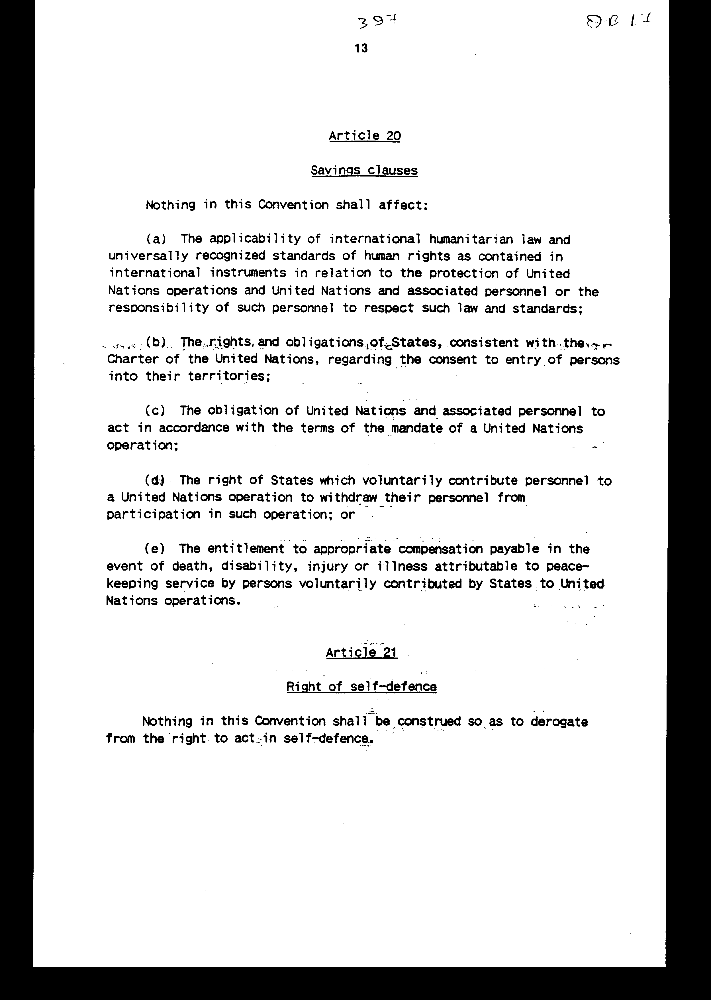 397
13
Article 20
Savings clauses
Nothing in this Convention shall affect:
(a) The applicability of international humanitarian law and
universally recognized standards of human rights as contained in
international instruments in relation to the protection of United
Nations operations and United Nations and associated personnel or the
responsibility of such personnel to respect such law and standards;
(b) The rights and obligations of States, consistent with the
Charter of the United Nations, regarding the consent to entry of persons
into their territories;
(c) The obligation of United Nations and associated personnel to
act in accordance with the terms of the mandate of a United Nations
operation;
(d) The right of States which voluntarily contribute personnel to
a United Nations operation to withdraw their personnel from
participation in such operation; or
(e) The entitlement to appropriate compensation payable in the
event of death, disability, injury or illness attributable to peace-
keeping service by persons voluntarily contributed by States to United
Nations operations.
Article 21
Right of self-defence
Nothing in this Convention shall be construed so as to derogate
from the right to act in self-defence.